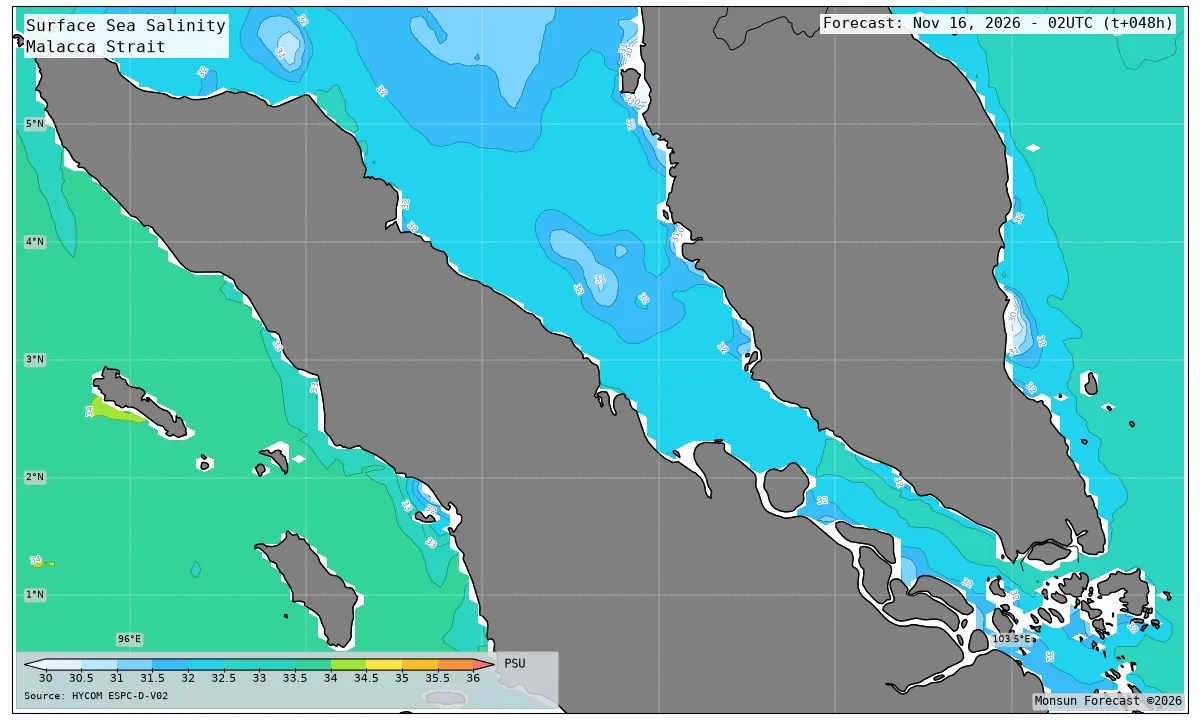 Surface Sea Salinity
Malacca Strait
Forecast: Nov 16, 2026 - 02UTC (t+048h)
5°N
4°N
3°N
2°N
1°N
96°E
103.5°E
PSU
30 30.5 31 31.5 32 32.5 33 33.5 34 34.5 35 35.5 36
Source: HYCOM ESPC-D-V02
Monsun Forecast ©2026